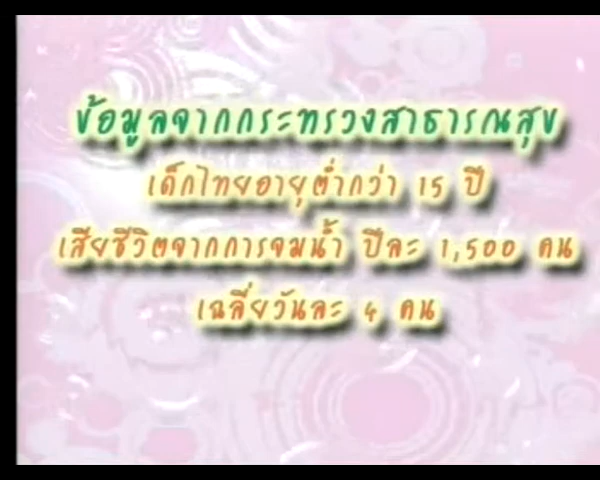 ข้อมูลจากกระทรวงสาธารณสุข
เด็กไทยอายุต่ำกว่า 15 ปี
เสียชีวิตจากการจมน้ำ ปีละ 1,500 คน
เฉลี่ยวันละ 4 คน